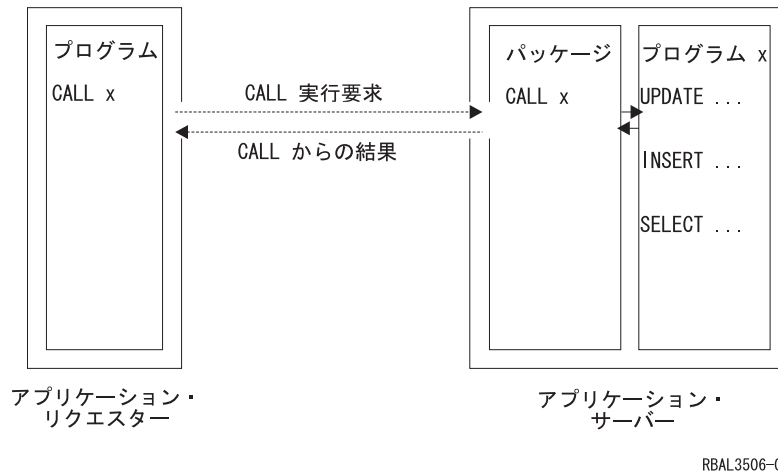 プログラム
CALL x
CALL 実行要求
CALL からの結果
パッケージ
CALL x
プログラム x
UPDATE ...
INSERT ...
SELECT ...
アプリケーション・
リクエスター
アプリケーション・
サーバー
RBAL3506-0